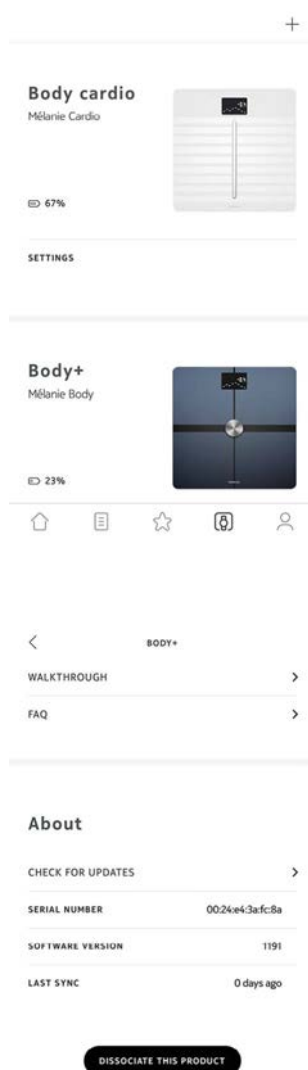 Body cardio
Mélanie Cardio
67%
SETTINGS
Body+
Mélanie Body
23%
BODY+
WALKTHROUGH
FAQ
About
CHECK FOR UPDATES
SERIAL NUMBER 00:24:e4:3a:fc:8a
SOFTWARE VERSION 1191
LAST SYNC 0 days ago
DISSOCIATE THIS PRODUCT